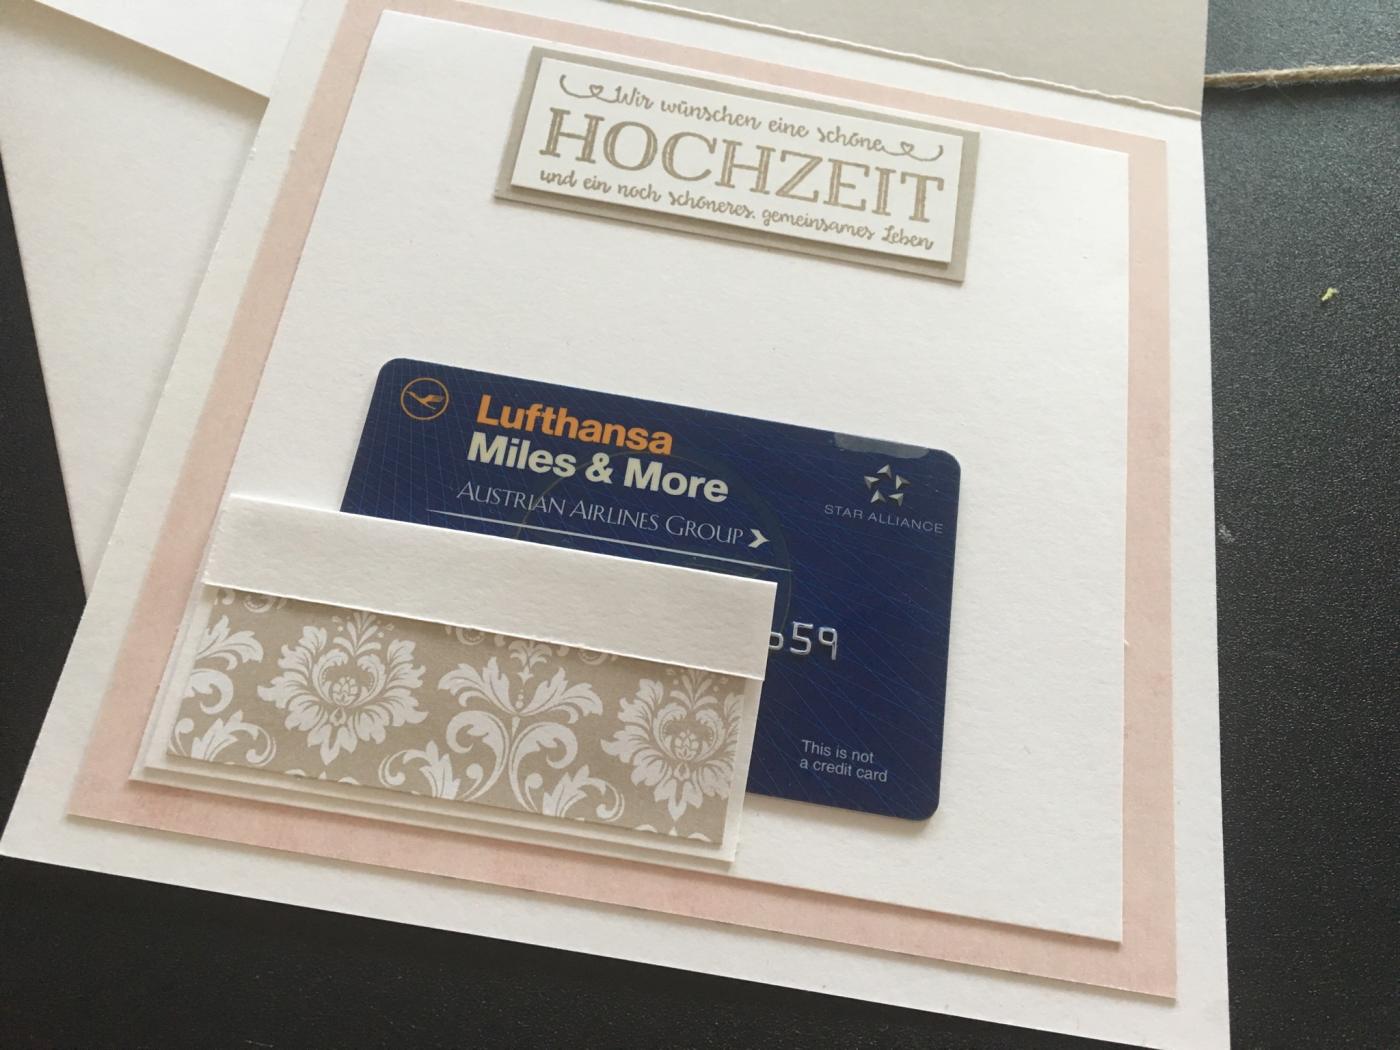 Wir wünschen eine schöne
HOCHZEIT
und ein noch schöneres, gemeinsames Leben
Lufthansa
Miles & More
AUSTRIAN AIRLINES GROUP
STAR ALLIANCE
659
This is not
a credit card